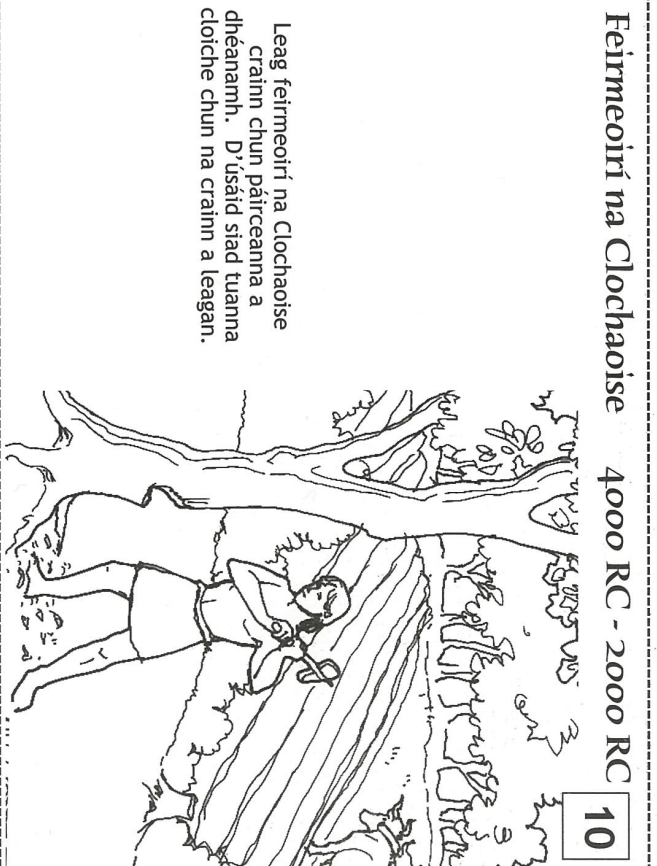 Feirmeoirí na Clochaoise 4000 RC - 2000 RC
10
Leag feirmeoirí na Clochaoise
crainn chun páirceanna a
dhéanamh. D'úsáid siad tuanna
cloiche chun na crainn a leagan.